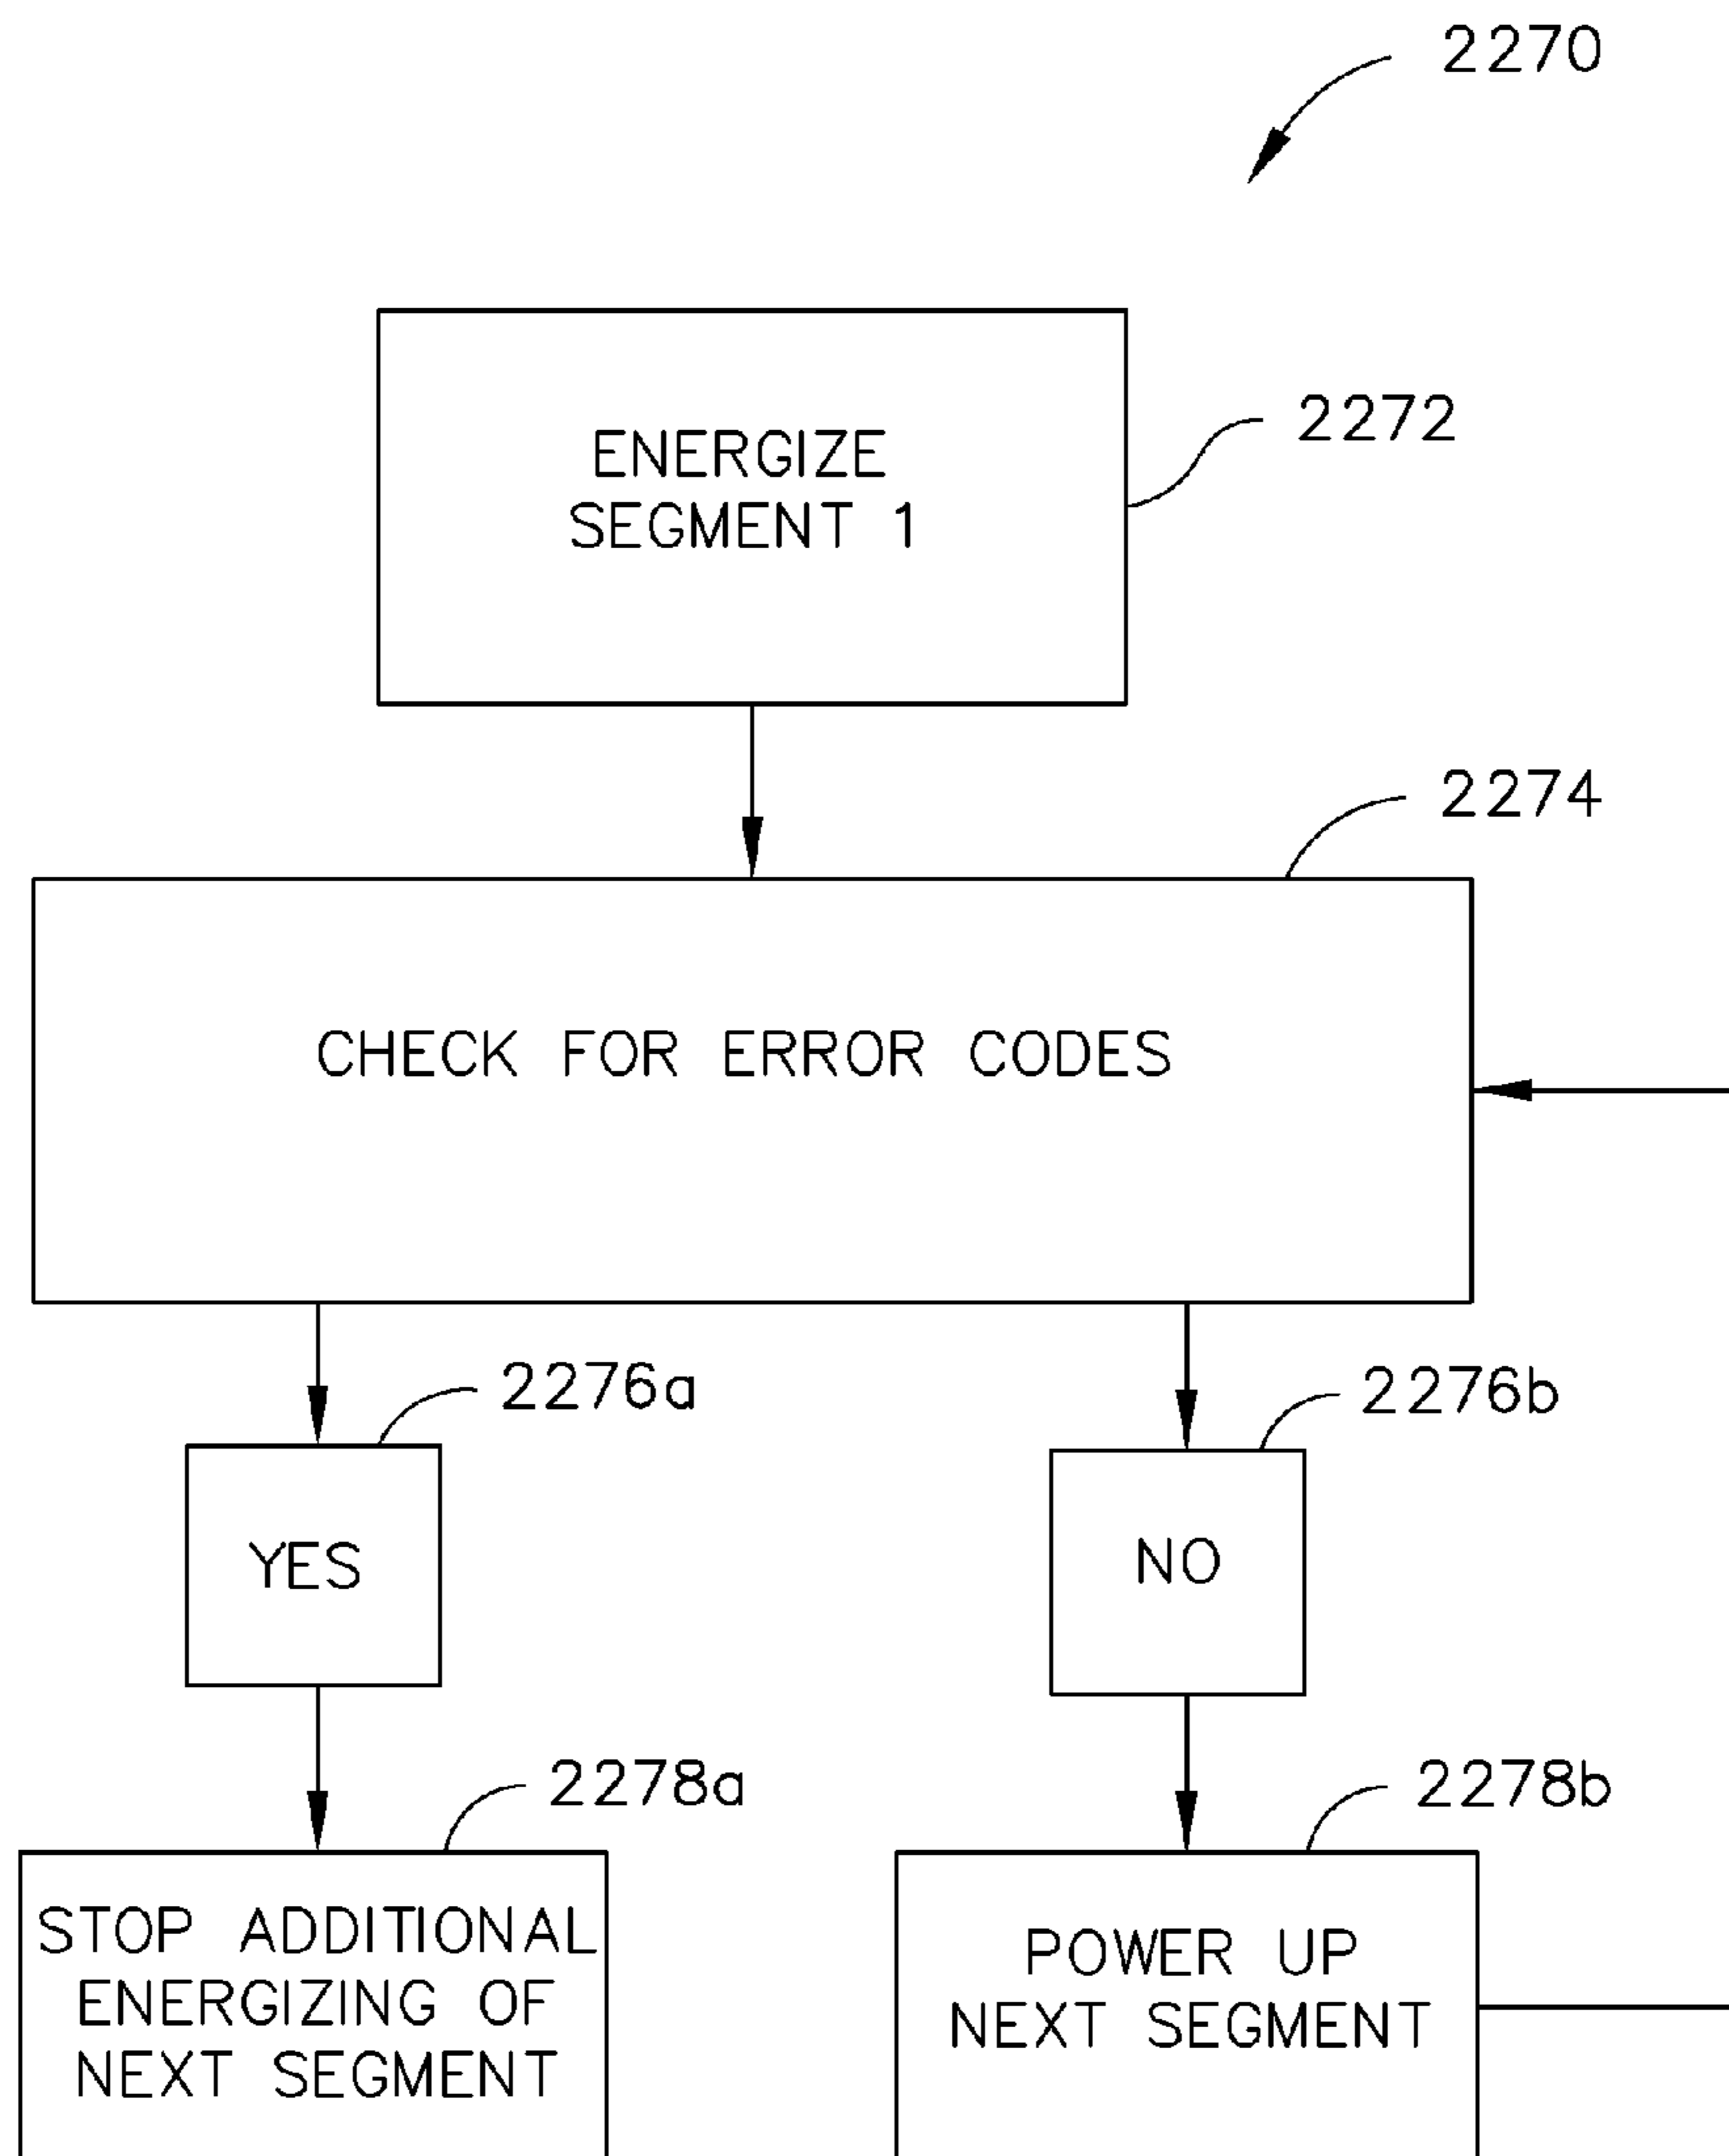 2270
ENERGIZE
SEGMENT 1
2272
2274
CHECK FOR ERROR CODES
2276a
2276b
YES
NO
2278a
2278b
STOP ADDITIONAL
ENERGIZING OF
NEXT SEGMENT
POWER UP
NEXT SEGMENT